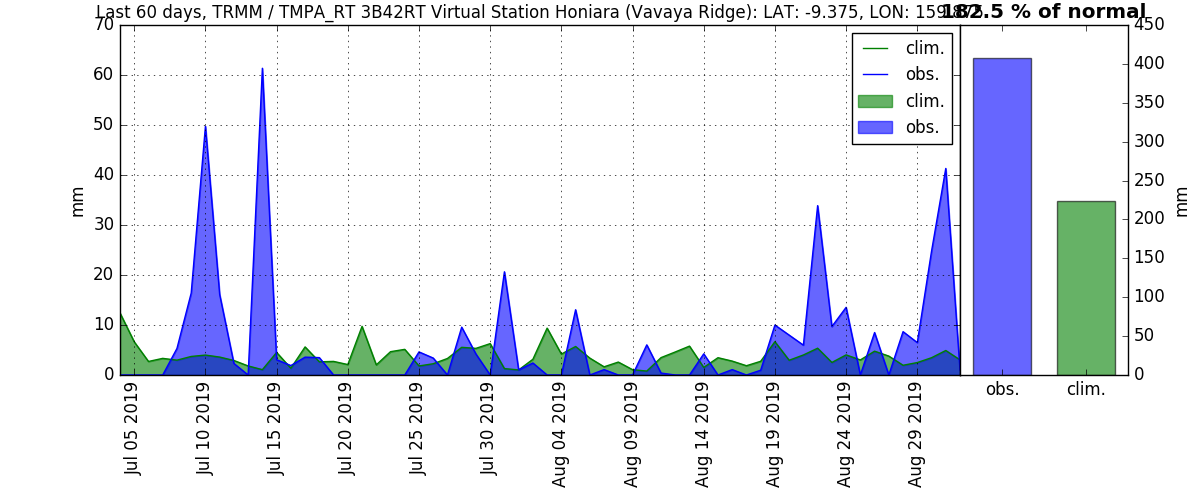 Last 60 days, TRMM / TMPA_RT 3B42RT Virtual Station Honiara (Vavaya Ridge): LAT: -9.375, LON:
182.5 % of normal
70
60
50
40
30
20
10
0
mm
clim.
obs.
clim.
obs.
Jul 05 2019
Jul 10 2019
Jul 15 2019
Jul 20 2019
Jul 25 2019
Jul 30 2019
Aug 04 2019
Aug 09 2019
Aug 14 2019
Aug 19 2019
Aug 24 2019
Aug 29 2019
450
400
350
300
250
200
150
100
50
0
mm
obs.
clim.